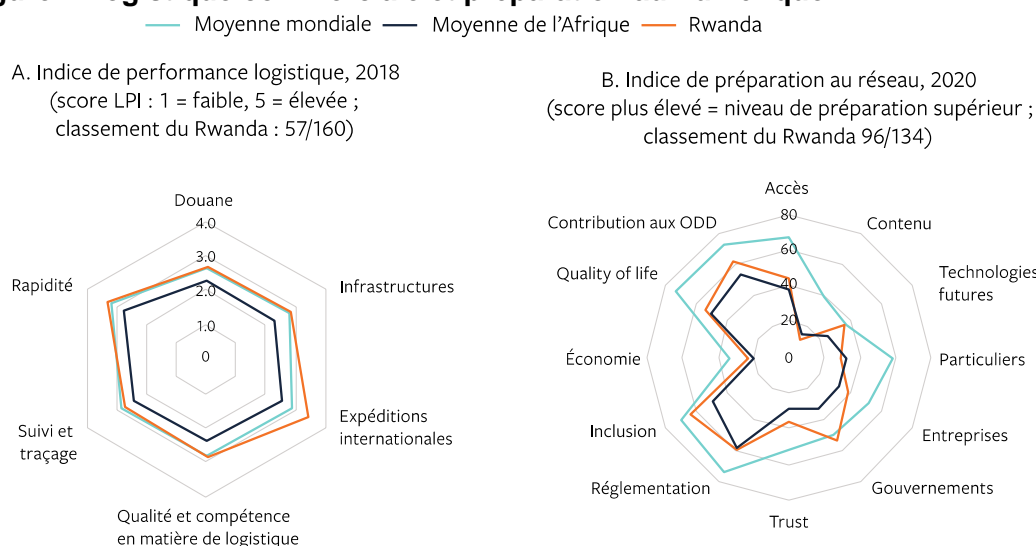 Moyenne mondiale
Moyenne de l'Afrique
Rwanda
A. Indice de performance logistique, 2018
(score LPI : 1 = faible, 5 = élevée ;
classement du Rwanda : 57/160)
Douane
4.0
3.0
2.0
1.0
0
Rapidité
Infrastructures
Suivi et
traçage
Expéditions
internationales
Qualité et compétence
en matière de logistique
B. Indice de préparation au réseau, 2020
(score plus élevé = niveau de préparation supérieur ;
classement du Rwanda 96/134)
Accès
80
60
40
20
0
Contribution aux ODD
Contenu
Quality of life
Technologies
futures
Économie
Particuliers
Inclusion
Entreprises
Réglementation
Gouvernements
Trust